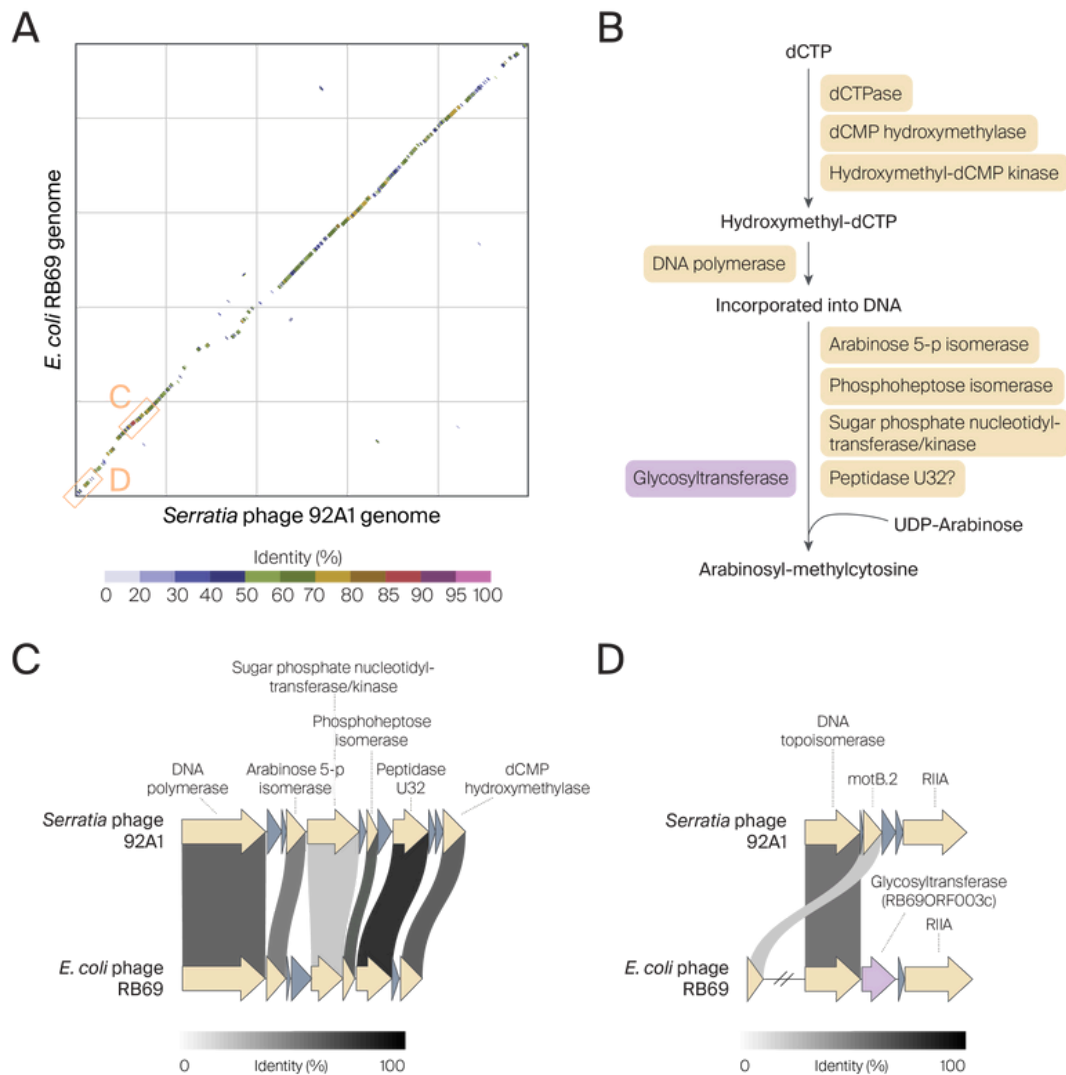 A
E. coli RB69 genome
C
D
Serratia phage 92A1 genome
Identity (%)
0 20 30 40 50 60 70 80 85 90 95 100
B
dCTP
dCTPase
dCMP hydroxymethylase
Hydroxymethyl-dCMP kinase
Hydroxymethyl-dCTP
DNA polymerase
Incorporated into DNA
Arabinose 5-p isomerase
Phosphoheptose isomerase
Sugar phosphate nucleotidyl-
transferase/kinase
Glycosyltransferase
Peptidase U32?
UDP-Arabinose
Arabinosyl-methylcytosine
C
Sugar phosphate nucleotidyl-
transferase/kinase
Phosphoheptose
isomerase
DNA
polymerase
Arabinose 5-p
isomerase
Peptidase
U32
dCMP
hydroxymethylase
Serratia phage
92A1
E. coli phage
RB69
0 Identity (%) 100
D
DNA
topoisomerase
motB.2
RIIA
Serratia phage
92A1
Glycosyltransferase
(RB69ORF003c)
RIIA
E. coli phage
RB69
0 Identity (%) 100